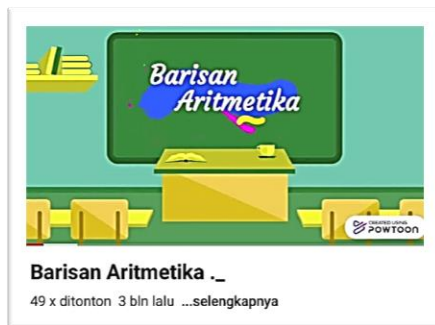 Barisan
Aritmetika
CREATED USING
POWTOON
Barisan Aritmetika ._
49 x ditonton 3 bln lalu ...selengkapnya